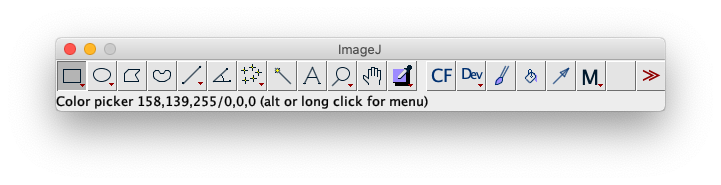 ImageJ
A CF Dev M ≫
Color picker 158,139,255/0,0,0 (alt or long click for menu)